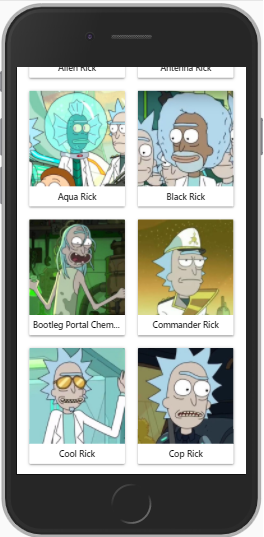 Alien Rick
Antenna Rick
Aqua Rick
Black Rick
Bootleg Portal Chem...
Commander Rick
Cool Rick
Cop Rick